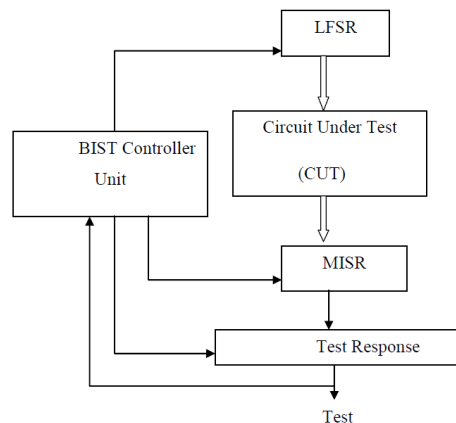 LFSR
Circuit Under Test
(CUT)
BIST Controller
Unit
MISR
Test Response
Test